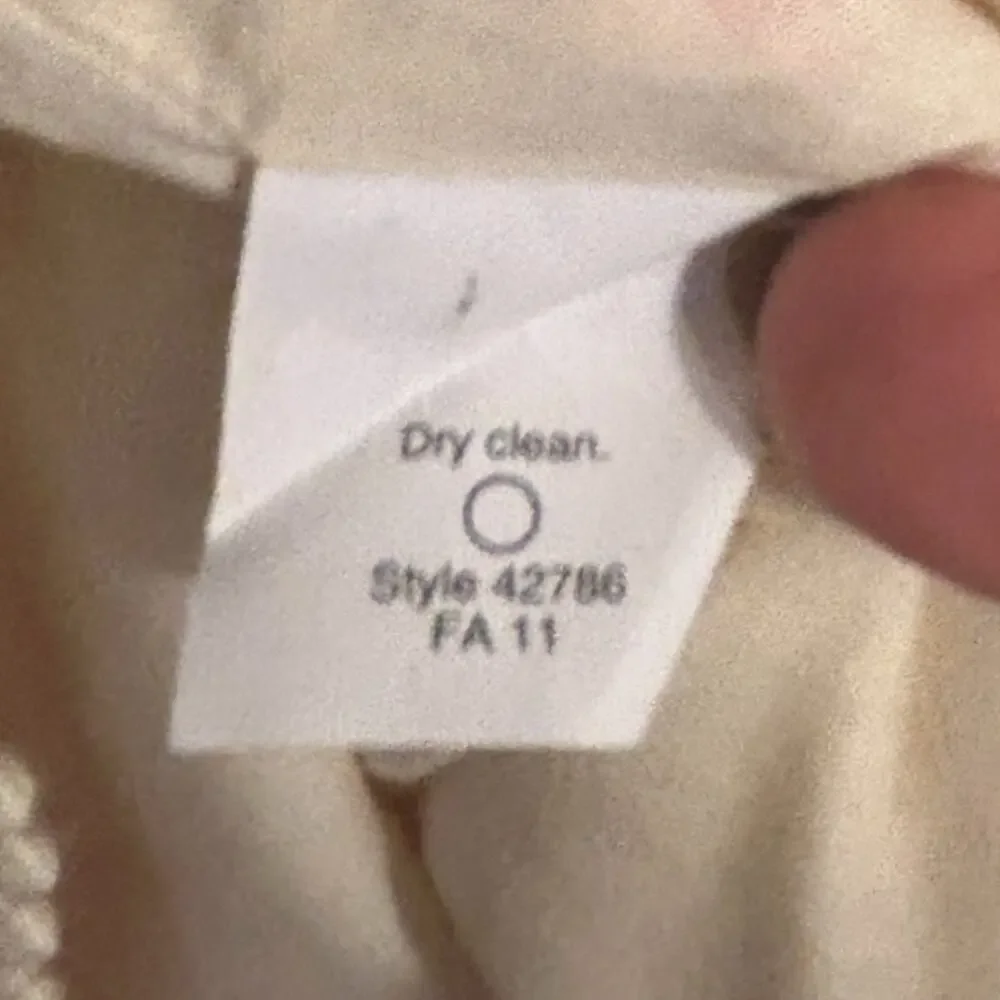 Dry clean.
Style 42786
FA 11